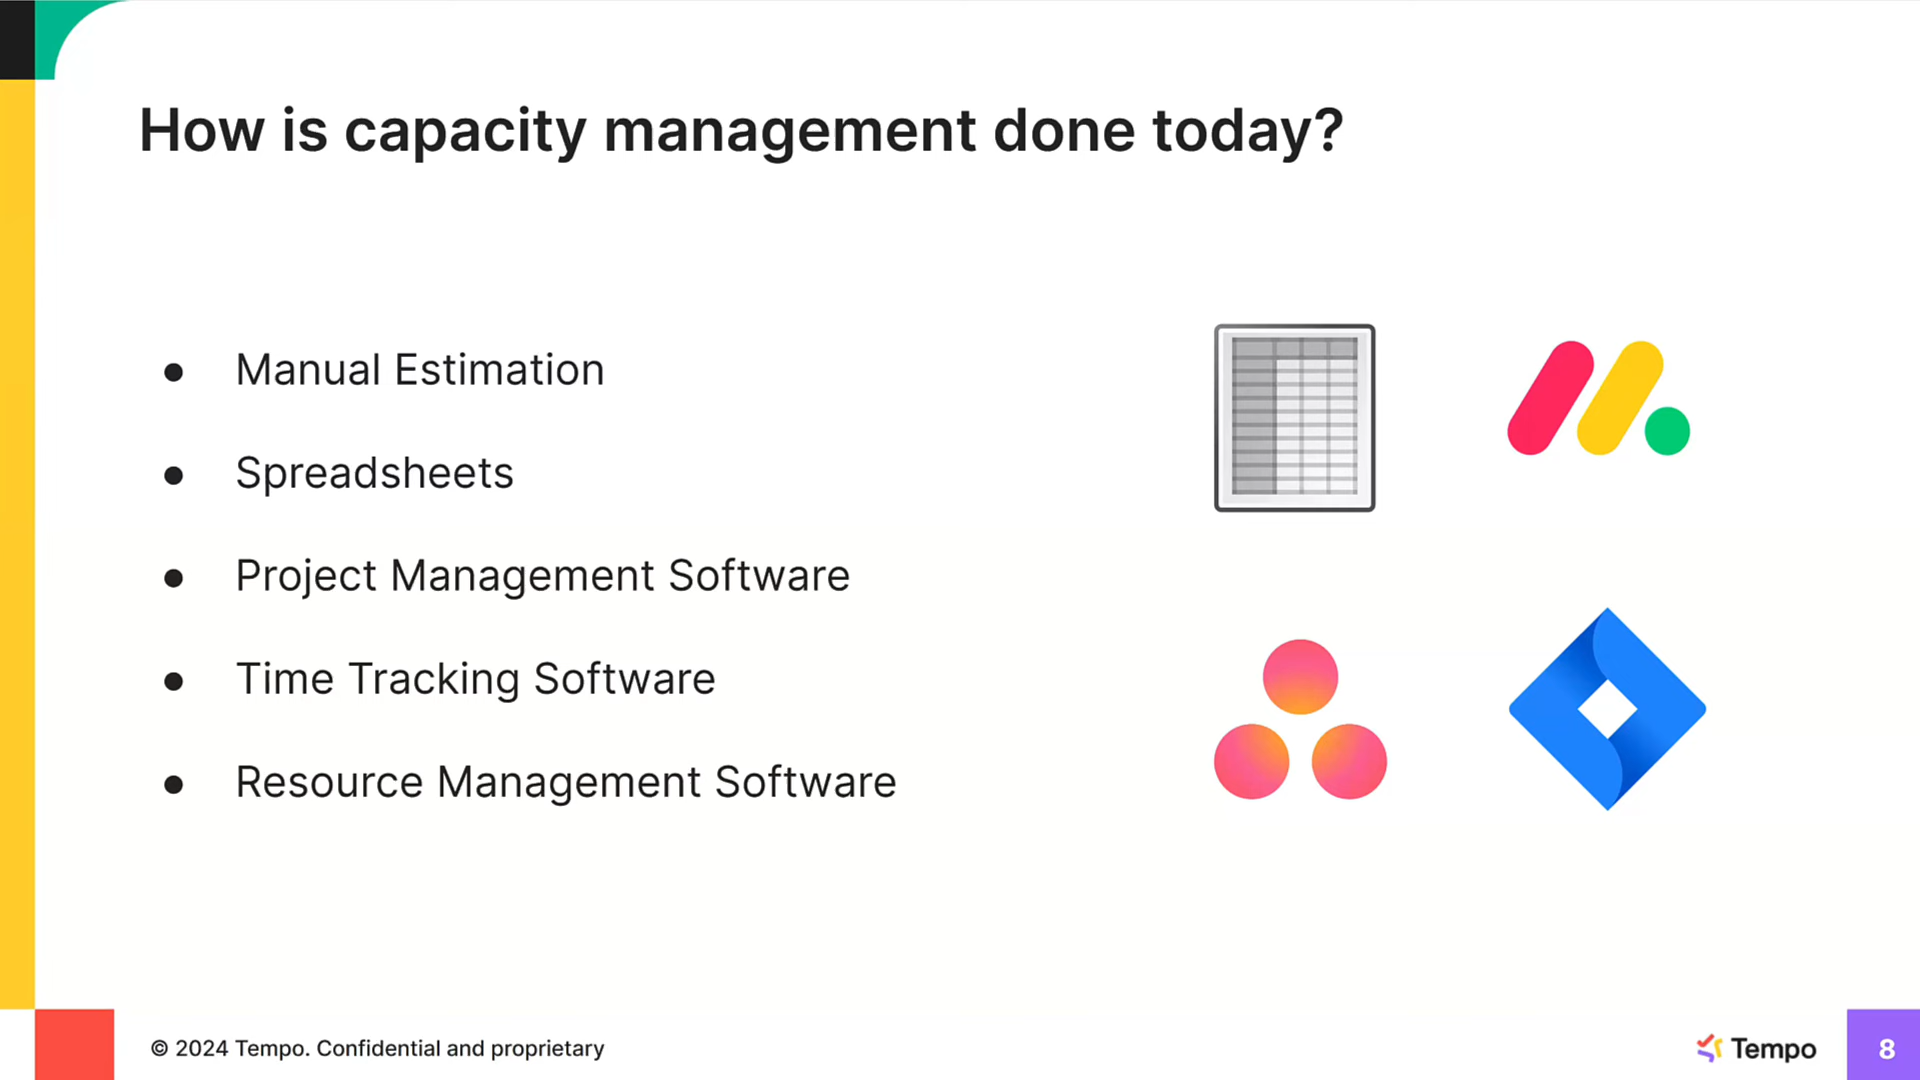 How is capacity management done today?
● Manual Estimation
● Spreadsheets
● Project Management Software
● Time Tracking Software
● Resource Management Software
© 2024 Tempo. Confidential and proprietary
Tempo
8